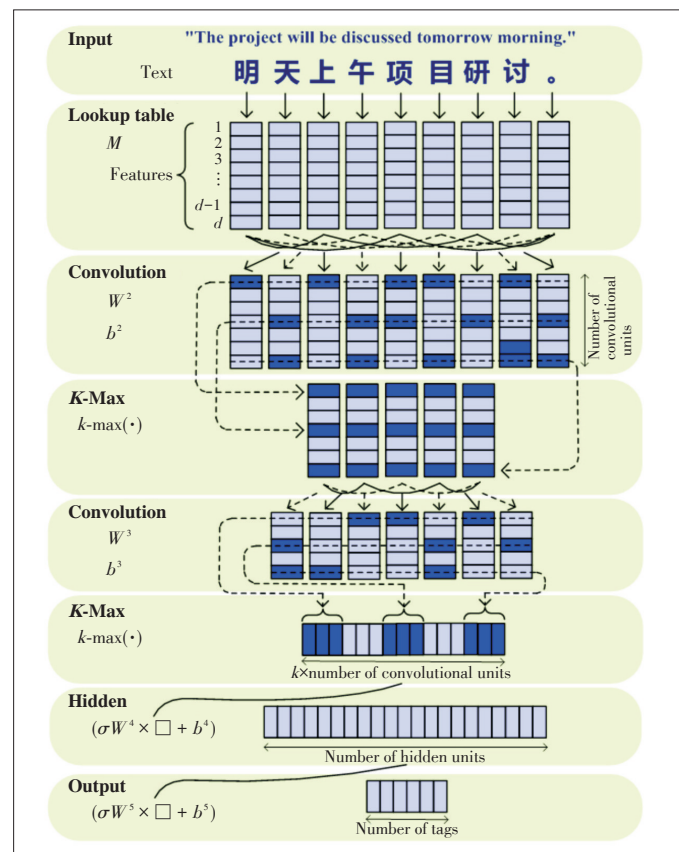 Input
"The project will be discussed tomorrow morning."
Text
明天上午项目研讨。
Lookup table
M
Features
1
2
3
⋮
d−1
d
Convolution
W²
b²
Number of
convolutional
units
K-Max
k-max(·)
Convolution
W³
b³
K-Max
k-max(·)
k×number of convolutional units
Hidden
(σW⁴ × □ + b⁴)
Number of hidden units
Output
(σW⁵ × □ + b⁵)
Number of tags